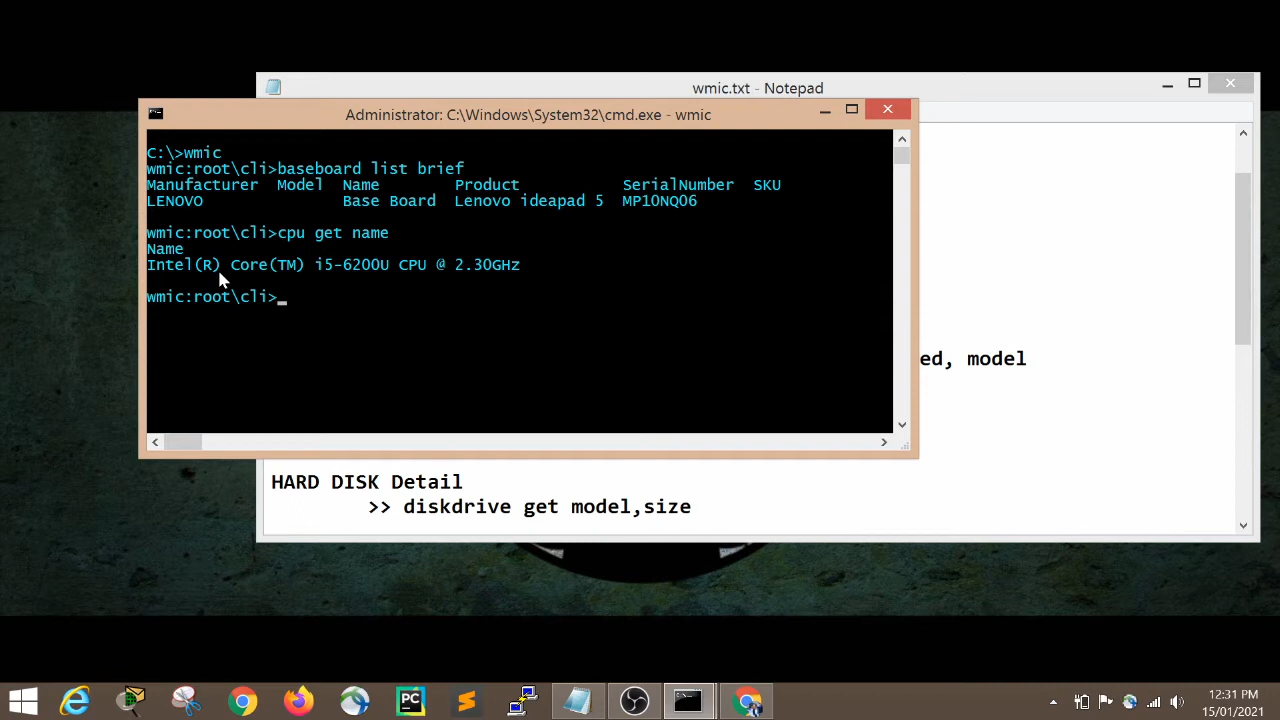 wmic.txt - Notepad
Administrator: C:\Windows\System32\cmd.exe - wmic
C:\>wmic
wmic:root\cli>baseboard list brief
Manufacturer  Model  Name  Product  SerialNumber  SKU
LENOVO  Base Board  Lenovo ideapad 5  MP10NQ06
wmic:root\cli>cpu get name
Name
Intel(R) Core(TM) i5-6200U CPU @ 2.30GHz
wmic:root\cli>_
ed, model
HARD DISK Detail
>> diskdrive get model,size
PC
12:31 PM
15/01/2021